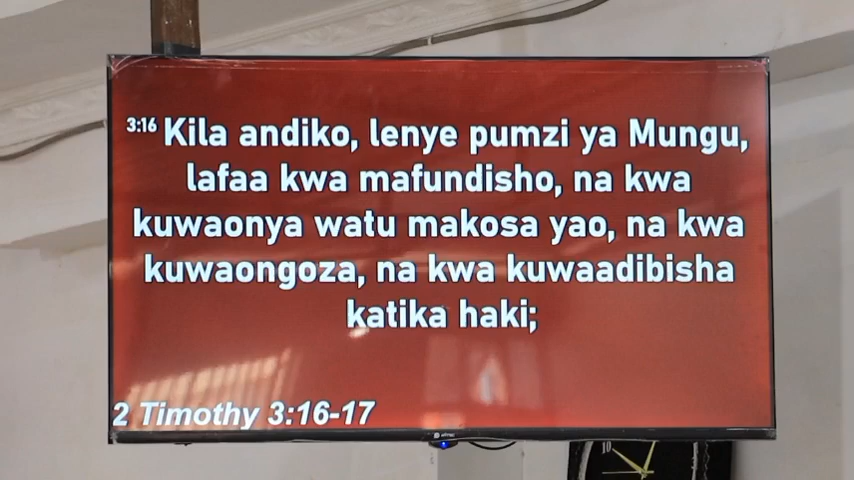 3:16 Kila andiko, lenye pumzi ya Mungu,
lafaa kwa mafundisho, na kwa
kuwaonya watu makosa yao, na kwa
kuwaongoza, na kwa kuwaadibisha
katika haki;
2 Timothy 3:16-17
10